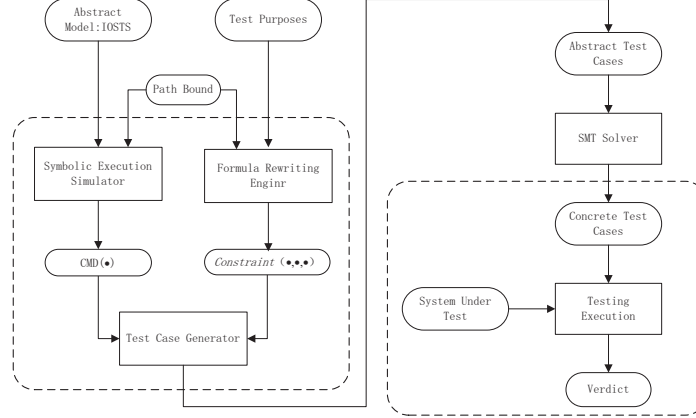 Abstract
Model:IOSTS
Test Purposes
Path Bound
Symbolic Execution
Simulator
Formula Rewriting
Enginr
CMD(●)
Constraint (●,●,●)
Test Case Generator
Abstract Test
Cases
SMT Solver
Concrete Test
Cases
System Under
Test
Testing
Execution
Verdict